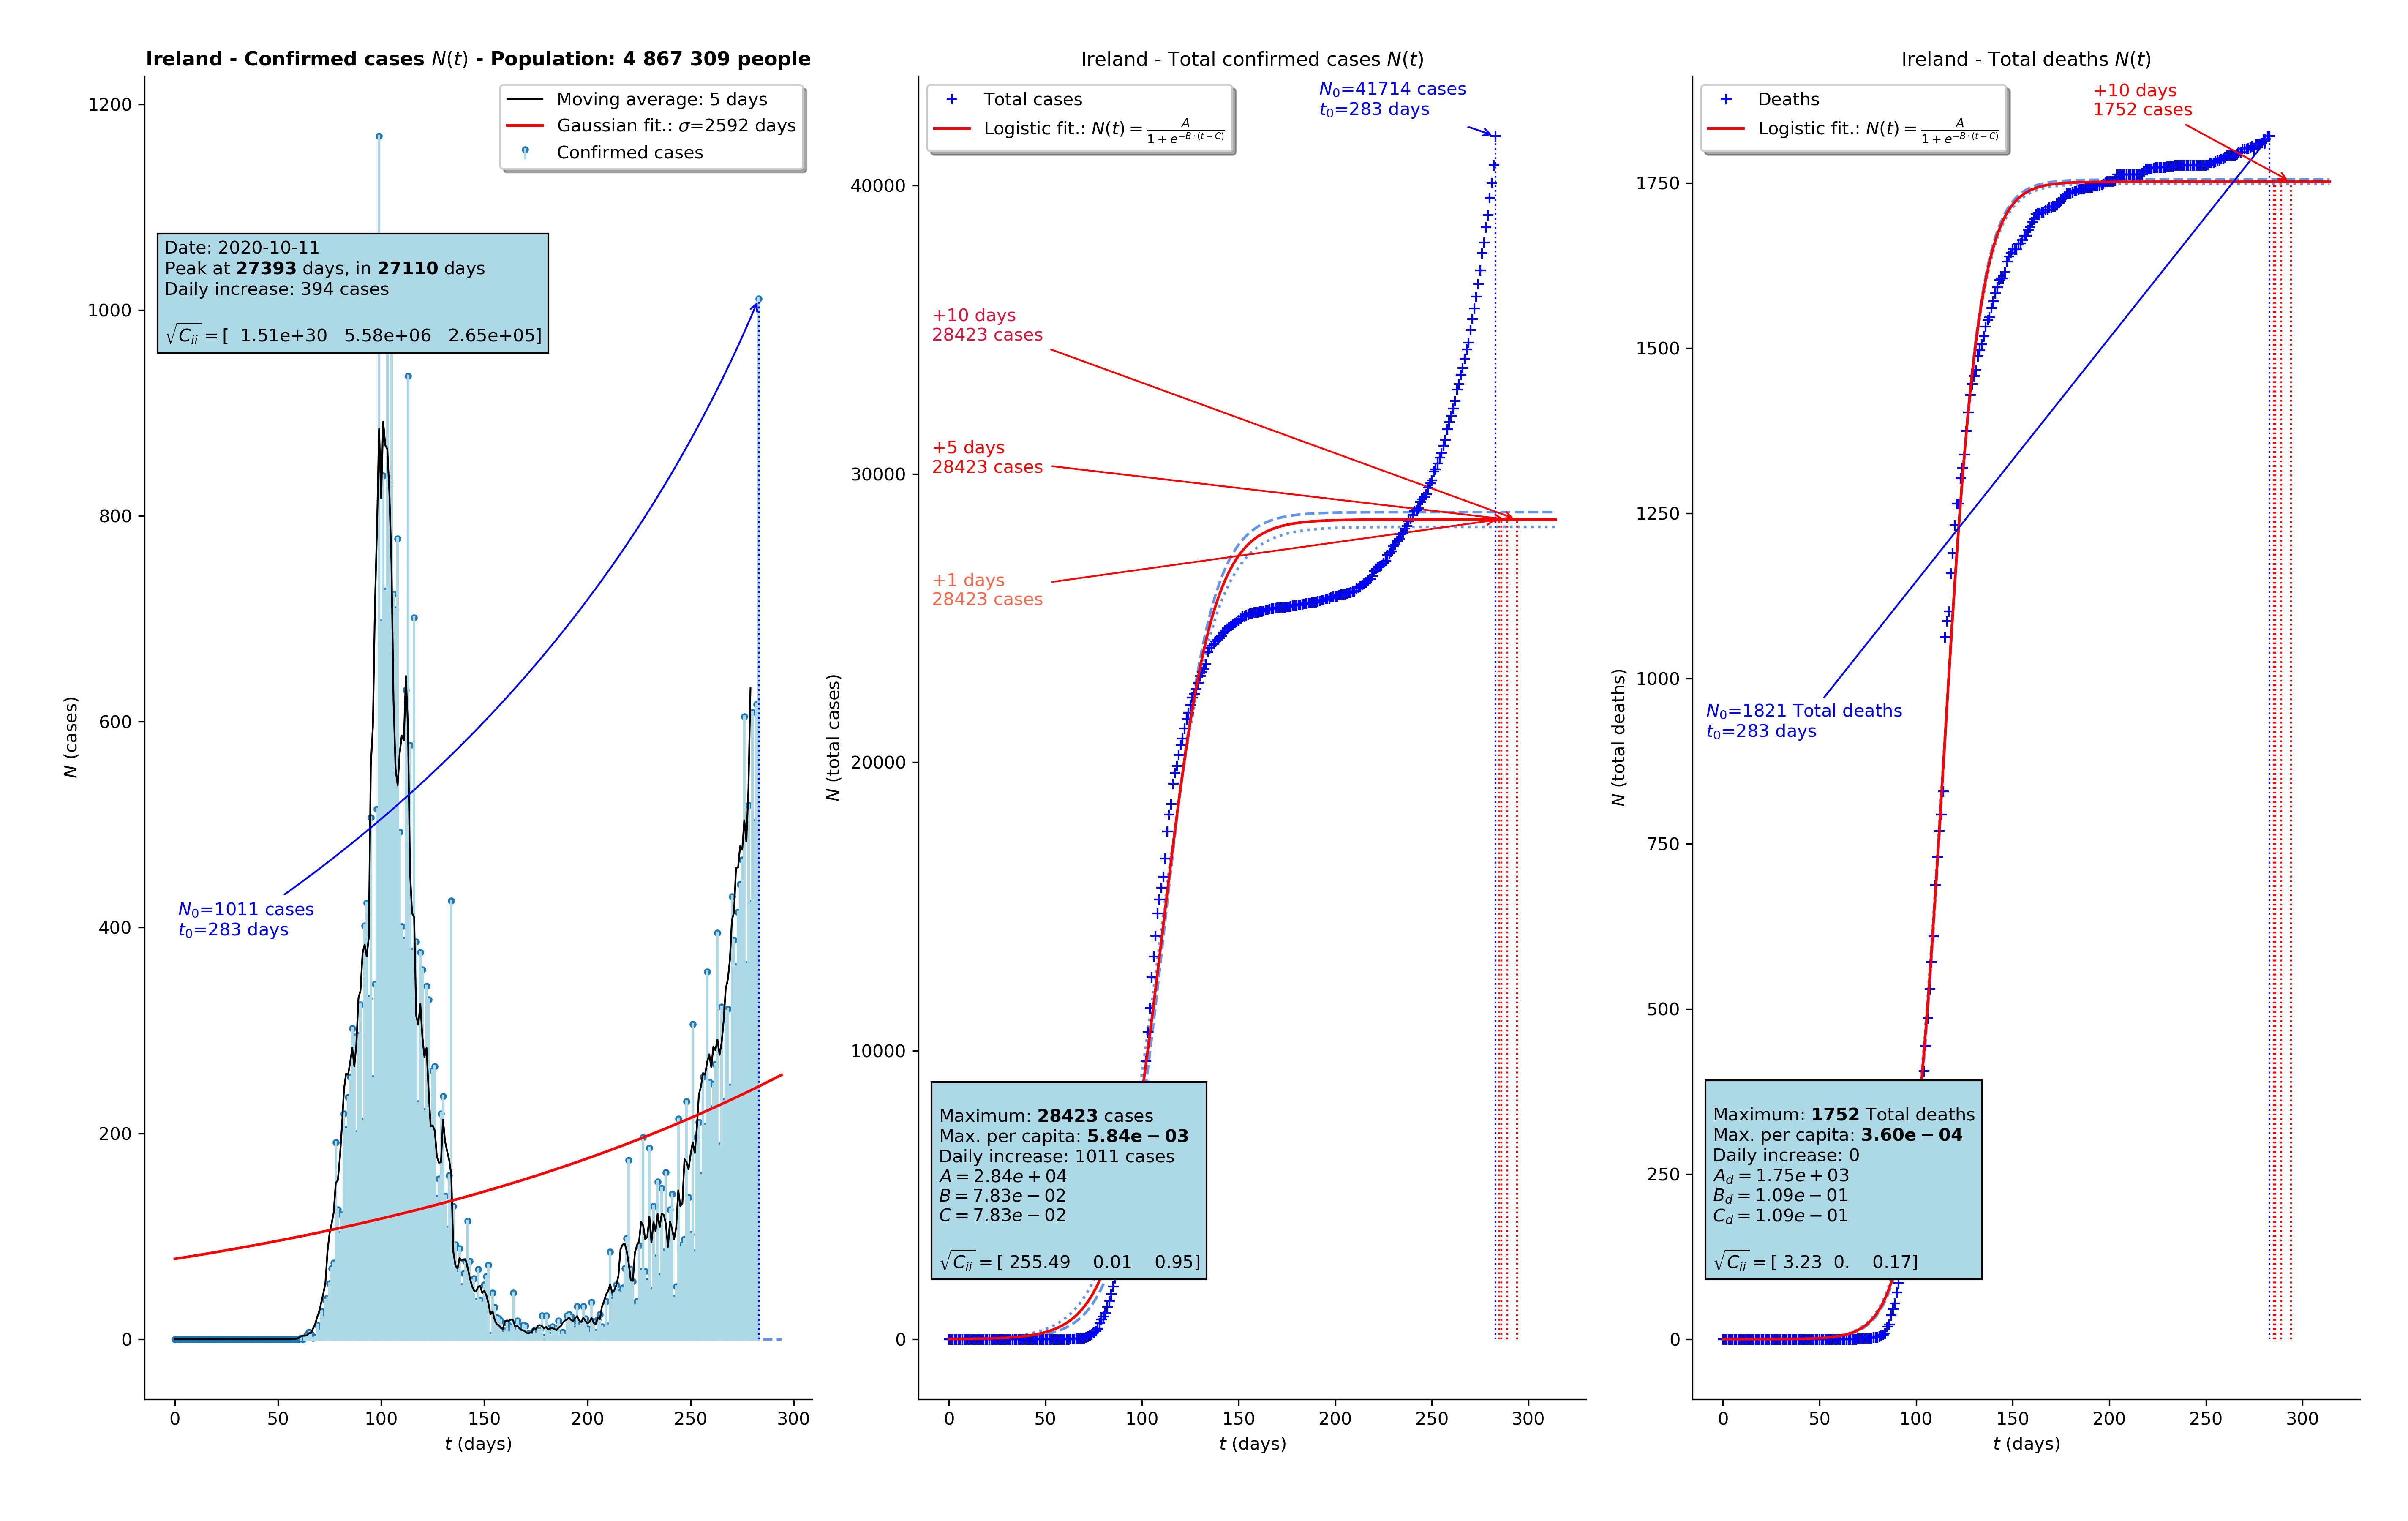 Ireland - Confirmed cases N(t) - Population: 4 867 309 people
Moving average: 5 days
Gaussian fit.: σ=2592 days
Confirmed cases
Date: 2020-10-11
Peak at 27393 days, in 27110 days
Daily increase: 394 cases
√Cᵢᵢ = [ 1.51e+30 5.58e+06 2.65e+05]
N₀=1011 cases
t₀=283 days
1200
1000
800
600
400
200
0
N (cases)
0 50 100 150 200 250 300
t (days)
Ireland - Total confirmed cases N(t)
Total cases
Logistic fit.: N(t) = A / (1 + e^(−B·(t−C)))
N₀=41714 cases
t₀=283 days
+10 days
28423 cases
+5 days
28423 cases
+1 days
28423 cases
Maximum: 28423 cases
Max. per capita: 5.84e − 03
Daily increase: 1011 cases
A = 2.84e + 04
B = 7.83e − 02
C = 7.83e − 02
√Cᵢᵢ = [ 255.49 0.01 0.95]
40000
30000
20000
10000
0
N (total cases)
0 50 100 150 200 250 300
t (days)
Ireland - Total deaths N(t)
Deaths
Logistic fit.: N(t) = A / (1 + e^(−B·(t−C)))
+10 days
1752 cases
N₀=1821 Total deaths
t₀=283 days
Maximum: 1752 Total deaths
Max. per capita: 3.60e − 04
Daily increase: 0
A_d = 1.75e + 03
B_d = 1.09e − 01
C_d = 1.09e − 01
√Cᵢᵢ = [ 3.23 0. 0.17]
1750
1500
1250
1000
750
500
250
0
N (total deaths)
0 50 100 150 200 250 300
t (days)